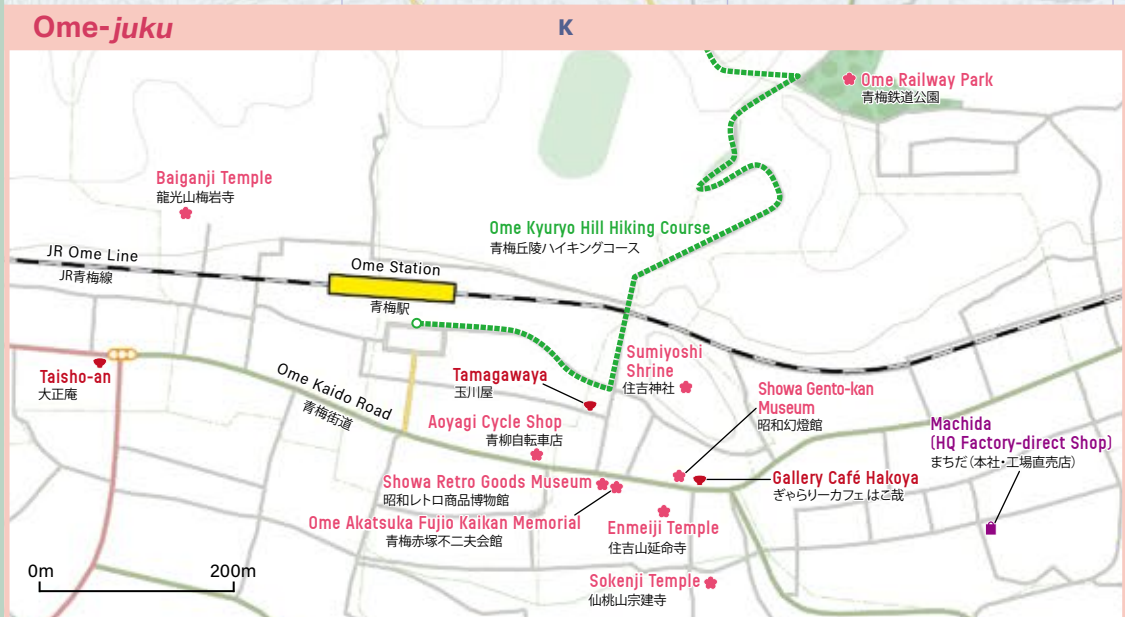 Ome-juku
K
Ome Railway Park
青梅鉄道公園
Baiganji Temple
龍光山梅岩寺
Ome Kyuryo Hill Hiking Course
青梅丘陵ハイキングコース
JR Ome Line
JR青梅線
Ome Station
青梅駅
Taisho-an
大正庵
Ome Kaido Road
青梅街道
Tamagawaya
玉川屋
Sumiyoshi
Shrine
住吉神社
Aoyagi Cycle Shop
青柳自転車店
Showa Gento-kan
Museum
昭和幻燈館
Machida
(HQ Factory-direct Shop)
まちだ(本社・工場直売店)
Showa Retro Goods Museum
昭和レトロ商品博物館
Gallery Café Hakoya
ぎゃらりーカフェ はこ哉
Ome Akatsuka Fujio Kaikan Memorial
青梅赤塚不二夫会館
Enmeiji Temple
住吉山延命寺
Sokenji Temple
仙桃山宗建寺
0m
200m